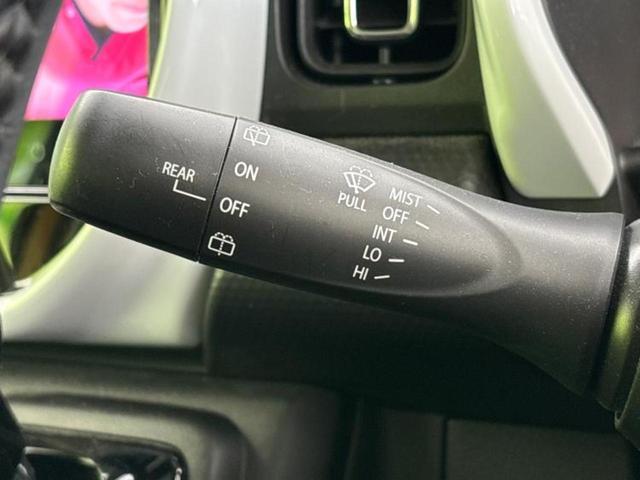 REAR
ON
OFF
PULL
MIST
OFF
INT
LO
HI